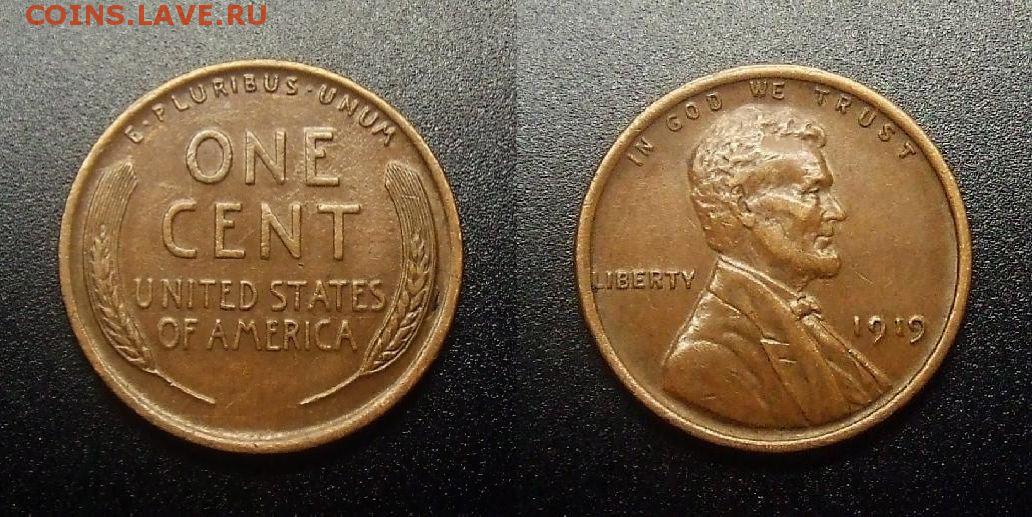 COINS.LAVE.RU
E·PLURIBUS·UNUM
ONE
CENT
UNITED STATES
OF AMERICA
IN GOD WE TRUST
LIBERTY
1919